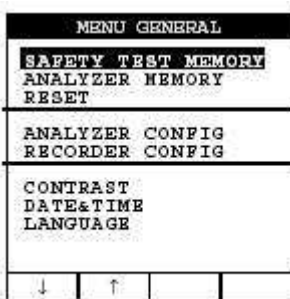 MENU GENERAL
SAFETY TEST MEMORY
ANALYZER MEMORY
RESET
ANALYZER CONFIG
RECORDER CONFIG
CONTRAST
DATE&TIME
LANGUAGE
↓ ↑